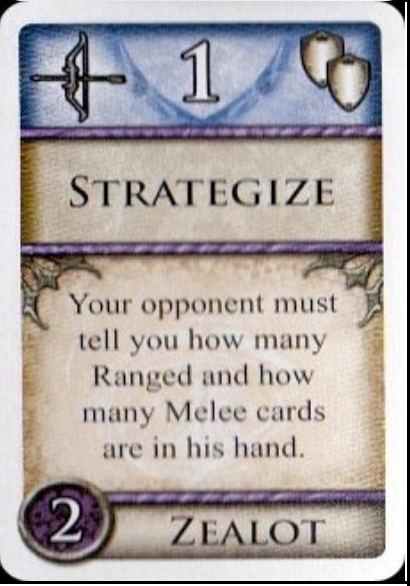 1
STRATEGIZE
Your opponent must
tell you how many
Ranged and how
many Melee cards
are in his hand.
2 ZEALOT